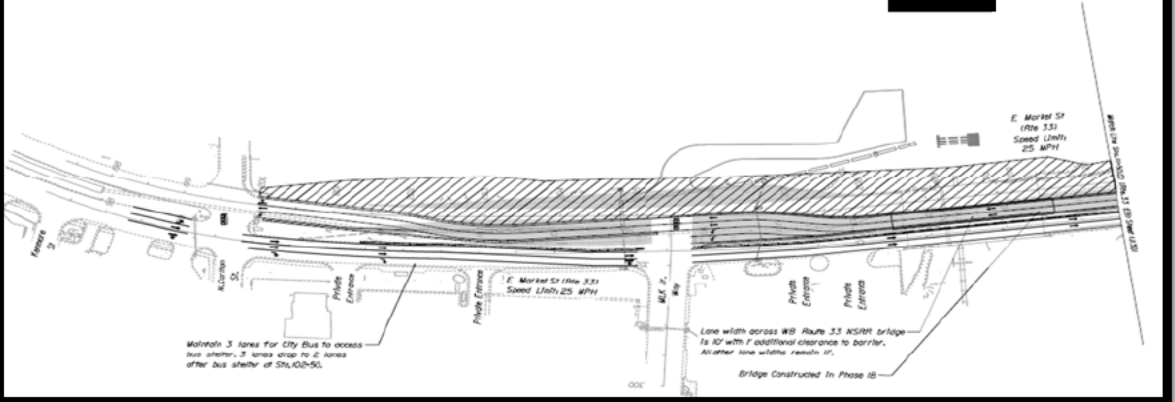 E Market St
(Rte 33)
Speed Limit:
25 MPH
Kenmore
St
N.Carlton
St.
Private
Entrance
Private Entrance
E Market St (Rte 33)
Speed Limit: 25 MPH
MLK Jr.
Way
Private
Entrance
Private
Entrance
Maintain 3 lanes for City Bus to access
bus shelter. 3 lanes drop to 2 lanes
after bus shelter at Sta.102+50.
Lane width across WB Route 33 NSRR bridge
is 10' with 1' additional clearance to barrier.
All other lane widths remain 11'.
Bridge Constructed in Phase 1B
300